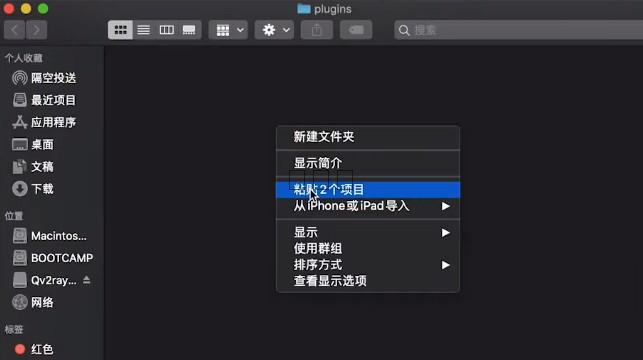 plugins
搜索
个人收藏
隔空投送
最近项目
应用程序
桌面
文稿
下载
位置
Macintos...
BOOTCAMP
Qv2ray...
网络
标签
红色
新建文件夹
显示简介
粘贴2个项目
从iPhone或iPad导入
显示
使用群组
排序方式
查看显示选项